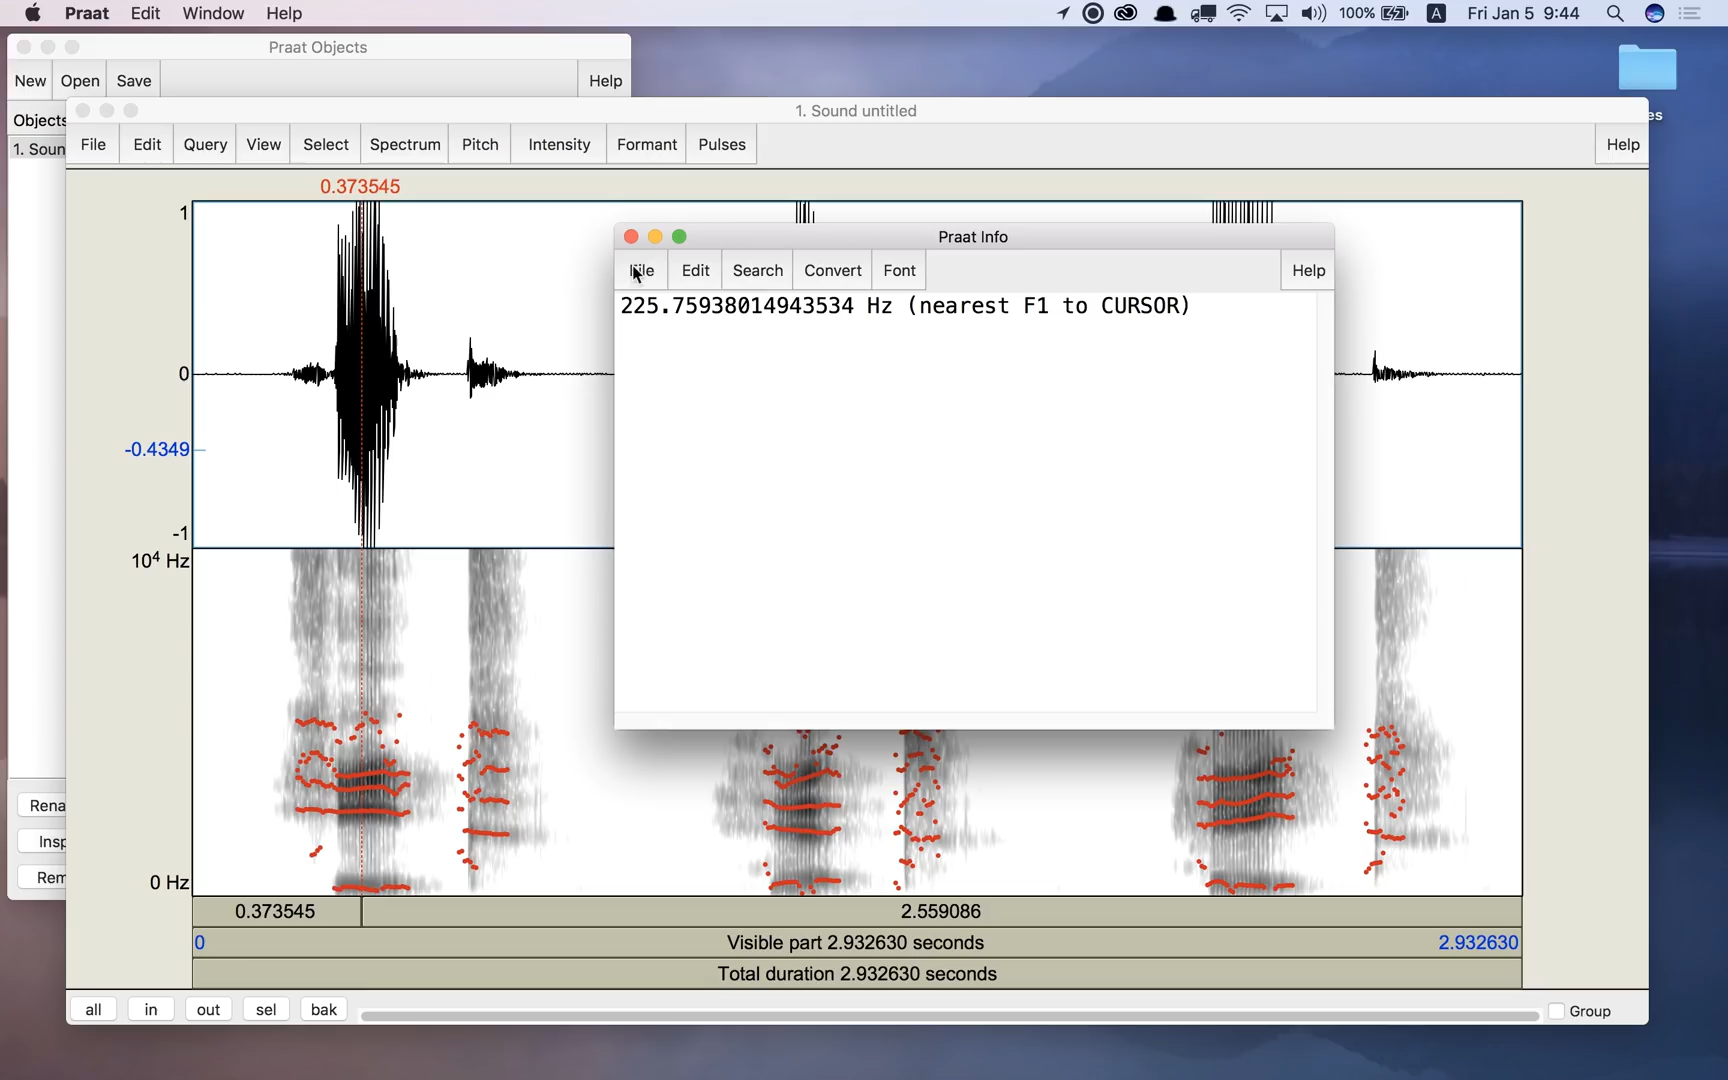 Praat Edit Window Help
100% A Fri Jan 5 9:44
Praat Objects
New Open Save Help
Objects
1. Sound untitled
1. Soun
File Edit Query View Select Spectrum Pitch Intensity Formant Pulses Help
es
0.373545
1
0
-0.4349
-1
10⁴ Hz
0 Hz
Praat Info
File Edit Search Convert Font Help
225.75938014943534 Hz (nearest F1 to CURSOR)
Rena
Insp
Rem
0.373545 2.559086
0 Visible part 2.932630 seconds 2.932630
Total duration 2.932630 seconds
all in out sel bak Group